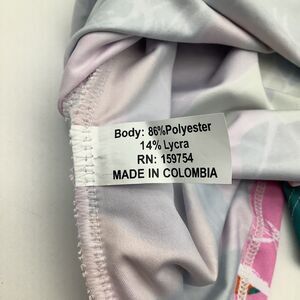 Body: 86%Polyester
14% Lycra
RN: 159754
MADE IN COLOMBIA